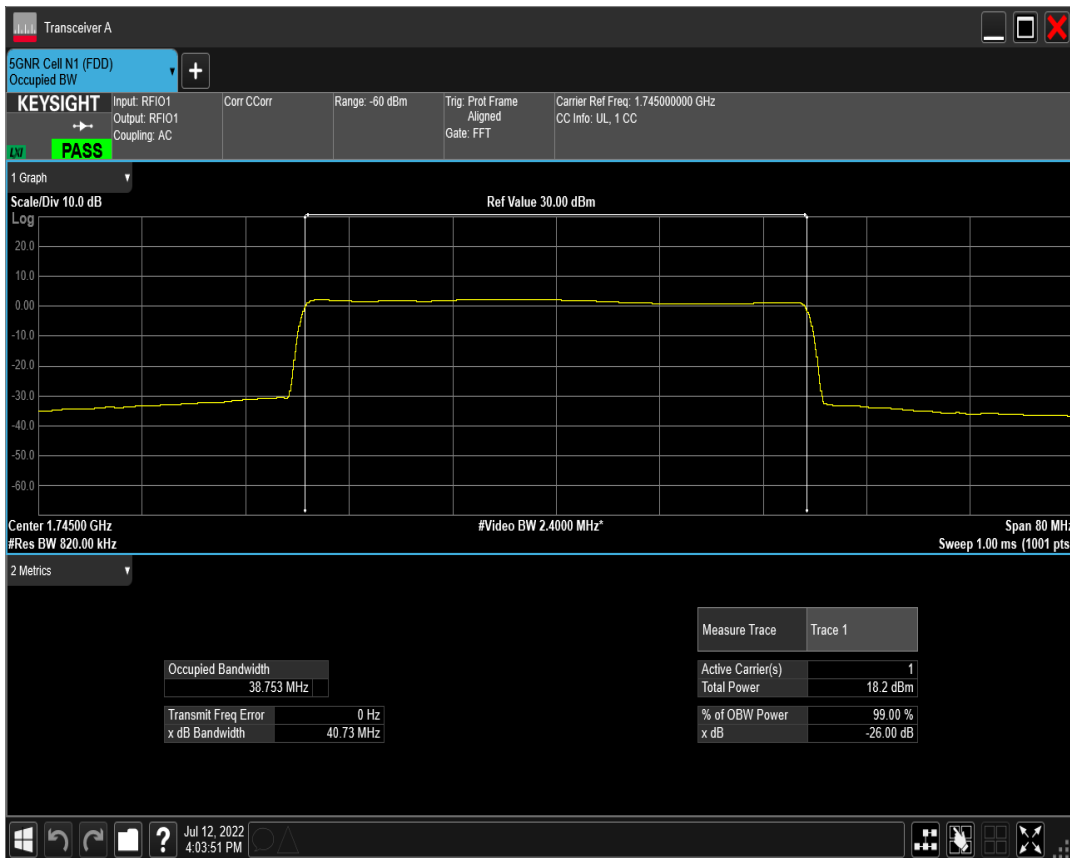 Transceiver A
5GNR Cell N1 (FDD)
Occupied BW
+
KEYSIGHT
LXI
PASS
Input: RFIO1
Output: RFIO1
Coupling: AC
Corr CCorr
Range: -60 dBm
Trig: Prot Frame
Aligned
Gate: FFT
Carrier Ref Freq: 1.745000000 GHz
CC Info: UL, 1 CC
1 Graph
Scale/Div 10.0 dB
Ref Value 30.00 dBm
Log
20.0
10.0
0.00
-10.0
-20.0
-30.0
-40.0
-50.0
-60.0
Center 1.74500 GHz
#Video BW 2.4000 MHz*
Span 80 MHz
#Res BW 820.00 kHz
Sweep 1.00 ms (1001 pts
2 Metrics
Measure Trace Trace 1
Occupied Bandwidth
38.753 MHz
Active Carrier(s) 1
Total Power 18.2 dBm
Transmit Freq Error 0 Hz
x dB Bandwidth 40.73 MHz
% of OBW Power 99.00 %
x dB -26.00 dB
?
Jul 12, 2022
4:03:51 PM